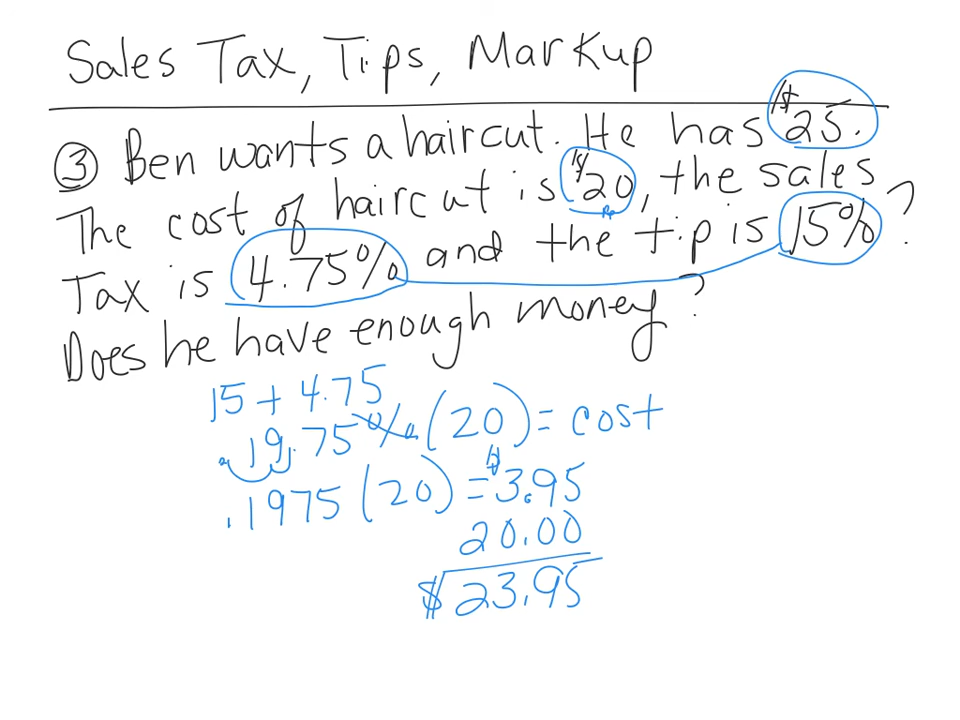 Sales Tax, Tips, Markup
③ Ben wants a haircut. He has $25.
The cost of haircut is $20, the sales
Tax is 4.75% and the tip is 15%?
Does he have enough money?
15 + 4.75
19.75% (20) = cost
.1975 (20) = $3.95
20.00
$23.95